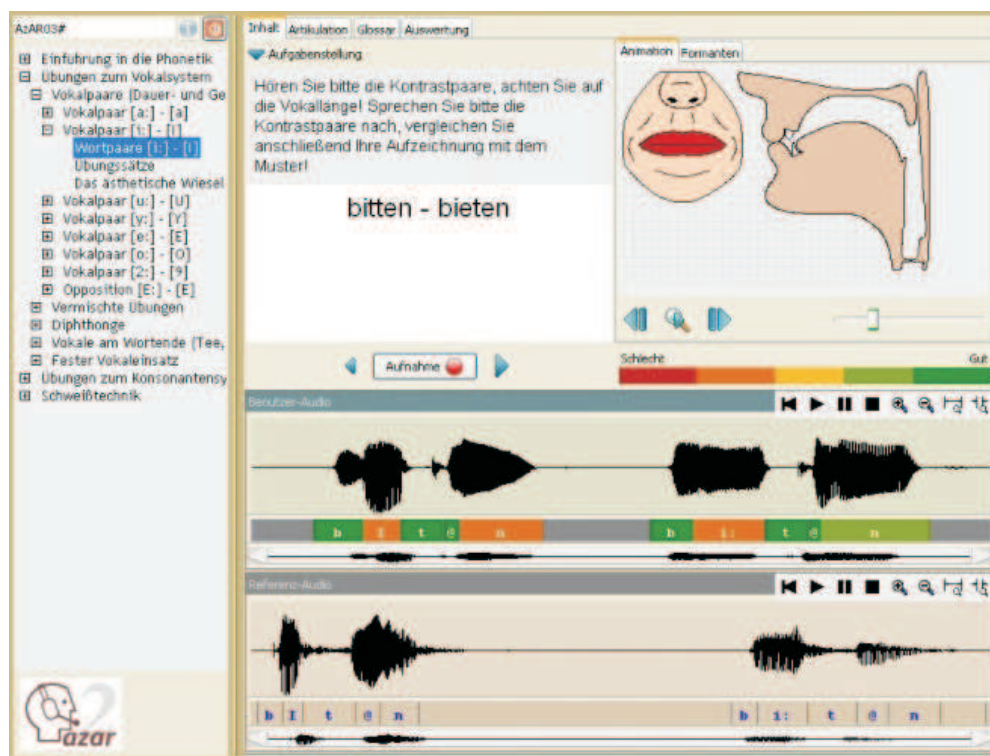 AzAR03#
Einführung in die Phonetik
Übungen zum Vokalsystem
Vokalpaare (Dauer- und Ge
Vokalpaar [a:] - [a]
Vokalpaar [i:] - [I]
Wortpaare [i:] - [I]
Übungssätze
Das ästhetische Wiesel
Vokalpaar [u:] - [U]
Vokalpaar [y:] - [Y]
Vokalpaar [e:] - [E]
Vokalpaar [o:] - [O]
Vokalpaar [2:] - [9]
Opposition [E:] - [E]
Vermischte Übungen
Diphthonge
Vokale am Wortende (Tee,
Fester Vokaleinsatz
Übungen zum Konsonantensy
Schweißtechnik
azar
2
Inhalt Artikulation Glossar Auswertung
Aufgabenstellung
Hören Sie bitte die Kontrastpaare, achten Sie auf
die Vokallänge! Sprechen Sie bitte die
Kontrastpaare nach, vergleichen Sie
anschließend Ihre Aufzeichnung mit dem
Muster!
bitten - bieten
Aufnahme
Animation Formanten
Schlecht Gut
Benutzer-Audio
b I t @ n b i: t @ n
Referenz-Audio
b I t @ n b i: t @ n